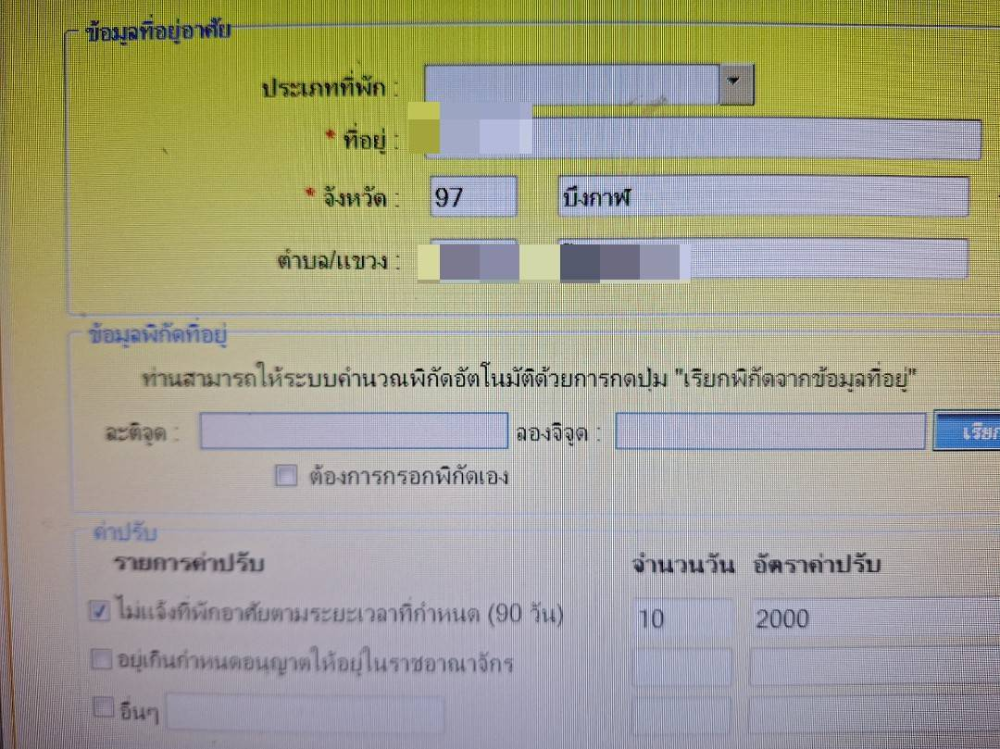 ข้อมูลที่อยู่อาศัย
ประเภทที่พัก :
* ที่อยู่ :
* จังหวัด : 97 บึงกาฬ
ตำบล/แขวง :
ข้อมูลพิกัดที่อยู่
ท่านสามารถให้ระบบคำนวณพิกัดอัตโนมัติด้วยการกดปุ่ม "เรียกพิกัดจากข้อมูลที่อยู่"
ละติจูด : ลองจิจูด : เรียก
ต้องการกรอกพิกัดเอง
ค่าปรับ
รายการค่าปรับ จำนวนวัน อัตราค่าปรับ
ไม่แจ้งที่พักอาศัยตามระยะเวลาที่กำหนด (90 วัน) 10 2000
อยู่เกินกำหนดอนุญาตให้อยู่ในราชอาณาจักร
อื่นๆ